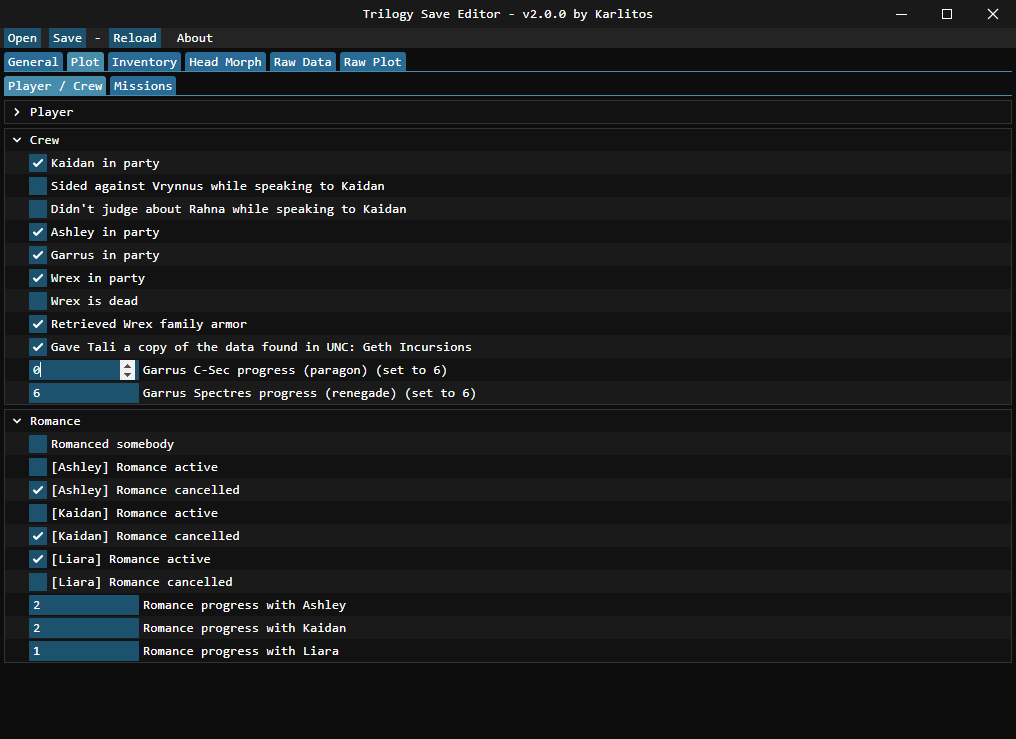 Trilogy Save Editor - v2.0.0 by Karlitos
Open Save - Reload About
General Plot Inventory Head Morph Raw Data Raw Plot
Player / Crew Missions
Player
Crew
Kaidan in party
Sided against Vrynnus while speaking to Kaidan
Didn't judge about Rahna while speaking to Kaidan
Ashley in party
Garrus in party
Wrex in party
Wrex is dead
Retrieved Wrex family armor
Gave Tali a copy of the data found in UNC: Geth Incursions
0 Garrus C-Sec progress (paragon) (set to 6)
6 Garrus Spectres progress (renegade) (set to 6)
Romance
Romanced somebody
[Ashley] Romance active
[Ashley] Romance cancelled
[Kaidan] Romance active
[Kaidan] Romance cancelled
[Liara] Romance active
[Liara] Romance cancelled
2 Romance progress with Ashley
2 Romance progress with Kaidan
1 Romance progress with Liara